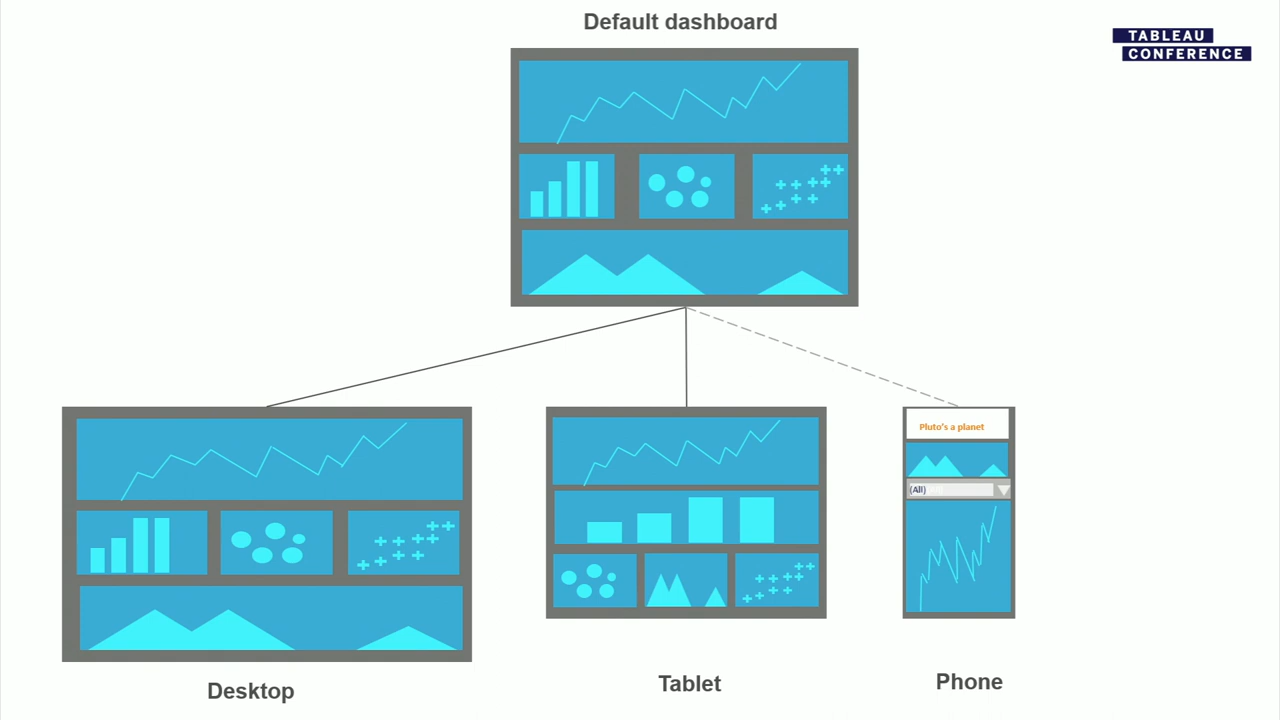 Default dashboard
TABLEAU
CONFERENCE
Pluto's a planet
(All)
Desktop
Tablet
Phone